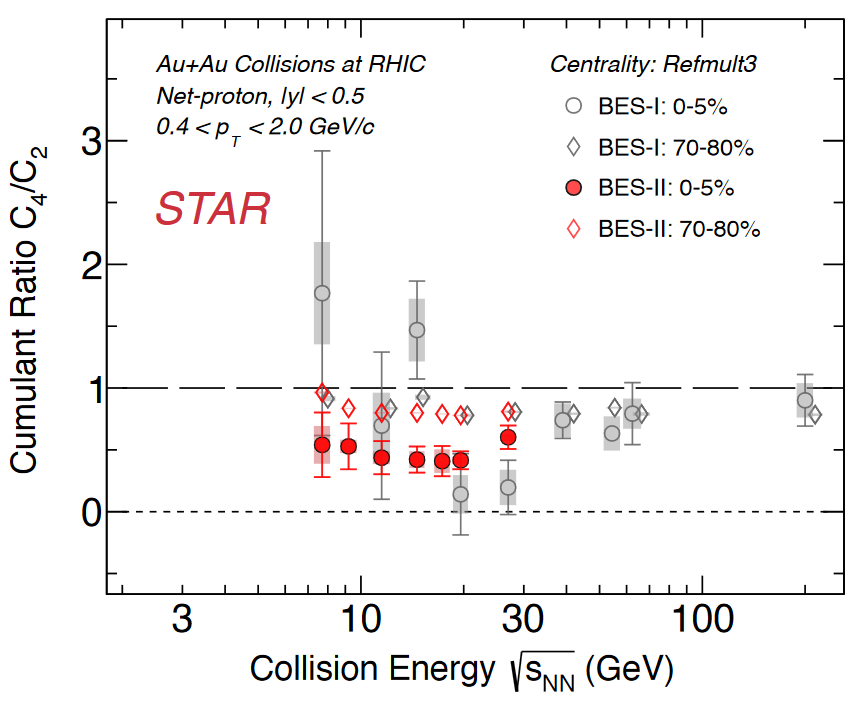 Au+Au Collisions at RHIC
Net-proton, |y| < 0.5
0.4 < p_T < 2.0 GeV/c
STAR
Centrality: Refmult3
BES-I: 0-5%
BES-I: 70-80%
BES-II: 0-5%
BES-II: 70-80%
Cumulant Ratio C₄/C₂
3
2
1
0
3
10
30
100
Collision Energy √s_NN (GeV)